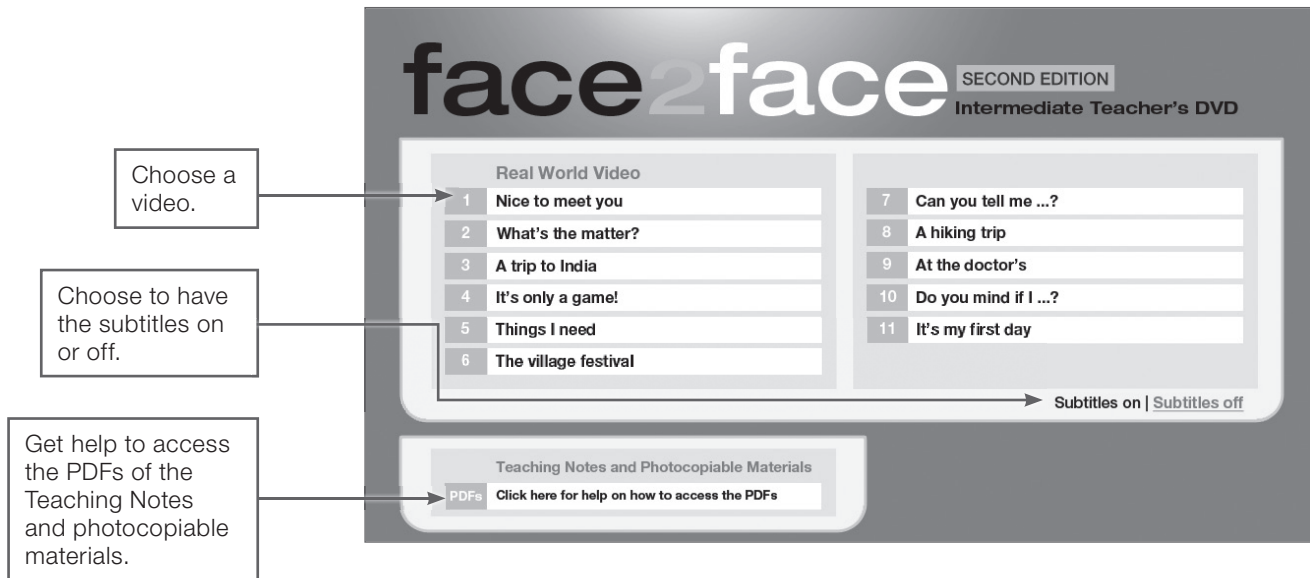 face2face
SECOND EDITION
Intermediate Teacher's DVD
Choose a
video.
Choose to have
the subtitles on
or off.
Get help to access
the PDFs of the
Teaching Notes
and photocopiable
materials.
Real World Video
1 Nice to meet you
2 What's the matter?
3 A trip to India
4 It's only a game!
5 Things I need
6 The village festival
7 Can you tell me ...?
8 A hiking trip
9 At the doctor's
10 Do you mind if I ...?
11 It's my first day
Subtitles on | Subtitles off
Teaching Notes and Photocopiable Materials
PDFs Click here for help on how to access the PDFs